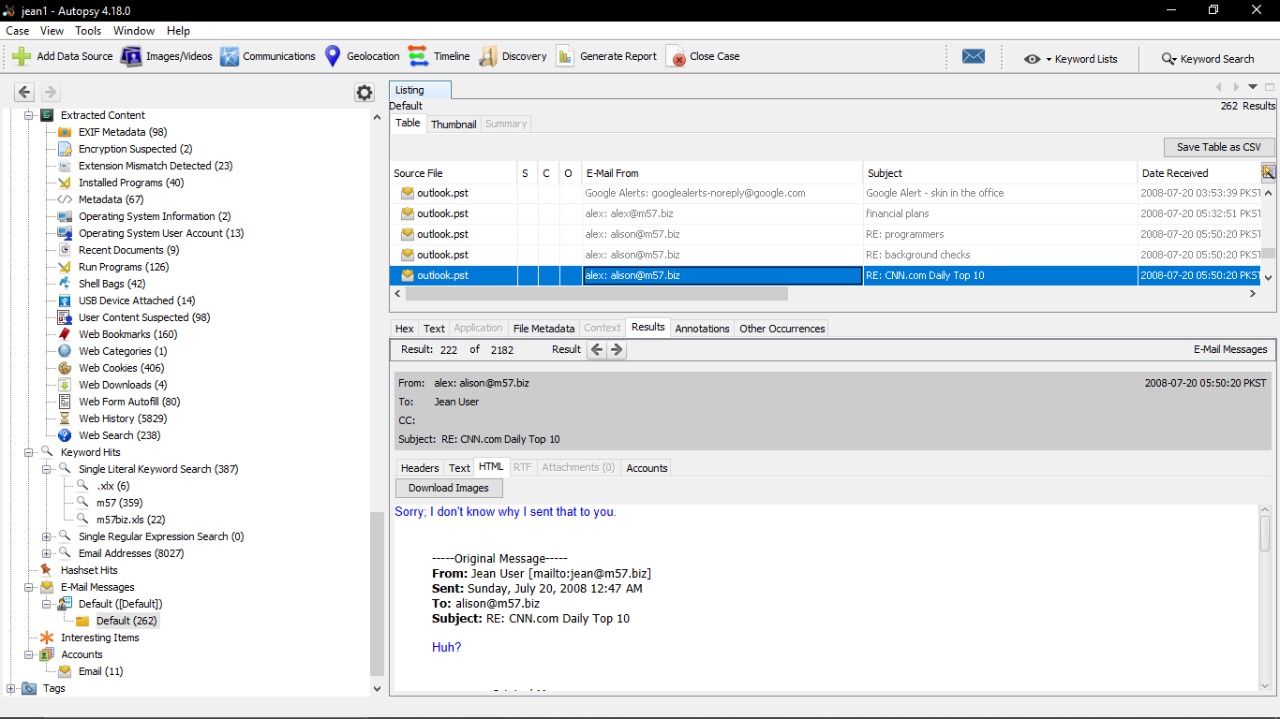 jean1 - Autopsy 4.18.0
Case View Tools Window Help
Add Data Source Images/Videos Communications Geolocation Timeline Discovery Generate Report Close Case Keyword Lists Keyword Search
Extracted Content
EXIF Metadata (98)
Encryption Suspected (2)
Extension Mismatch Detected (23)
Installed Programs (40)
Metadata (67)
Operating System Information (2)
Operating System User Account (13)
Recent Documents (9)
Run Programs (126)
Shell Bags (42)
USB Device Attached (14)
User Content Suspected (98)
Web Bookmarks (160)
Web Categories (1)
Web Cookies (406)
Web Downloads (4)
Web Form Autofill (80)
Web History (5829)
Web Search (238)
Keyword Hits
Single Literal Keyword Search (387)
.xlx (6)
m57 (359)
m57biz.xls (22)
Single Regular Expression Search (0)
Email Addresses (8027)
Hashset Hits
E-Mail Messages
Default ([Default])
Default (262)
Interesting Items
Accounts
Email (11)
Tags
Listing
Default 262 Results
Table Thumbnail Summary
Save Table as CSV
Source File S C O E-Mail From Subject Date Received
outlook.pst Google Alerts: googlealerts-noreply@google.com Google Alert - skin in the office 2008-07-20 03:53:39 PKST
outlook.pst alex: alex@m57.biz financial plans 2008-07-20 05:32:51 PKST
outlook.pst alex: alison@m57.biz RE: programmers 2008-07-20 05:50:20 PKST
outlook.pst alex: alison@m57.biz RE: background checks 2008-07-20 05:50:20 PKST
outlook.pst alex: alison@m57.biz RE: CNN.com Daily Top 10 2008-07-20 05:50:20 PKST
Hex Text Application File Metadata Context Results Annotations Other Occurrences
Result: 222 of 2182 Result E-Mail Messages
From: alex: alison@m57.biz 2008-07-20 05:50:20 PKST
To: Jean User
CC:
Subject: RE: CNN.com Daily Top 10
Headers Text HTML RTF Attachments (0) Accounts
Download Images
Sorry; I don't know why I sent that to you.
-----Original Message-----
From: Jean User [mailto:jean@m57.biz]
Sent: Sunday, July 20, 2008 12:47 AM
To: alison@m57.biz
Subject: RE: CNN.com Daily Top 10
Huh?